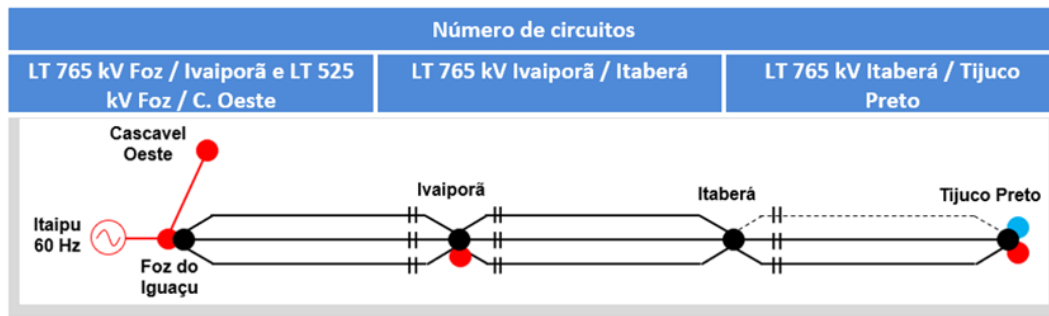 Número de circuitos
LT 765 kV Foz / Ivaiporã e LT 525
kV Foz / C. Oeste
LT 765 kV Ivaiporã / Itaberá
LT 765 kV Itaberá / Tijuco
Preto
Cascavel
Oeste
Ivaiporã
Itaberá
Tijuco Preto
Itaipu
60 Hz
Foz do
Iguaçu